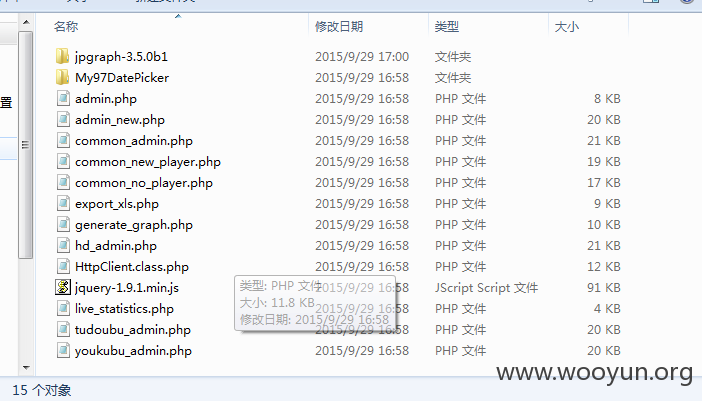 名称 修改日期 类型 大小
jpgraph-3.5.0b1 2015/9/29 17:00 文件夹
My97DatePicker 2015/9/29 16:58 文件夹
置
admin.php 2015/9/29 16:58 PHP 文件 8 KB
admin_new.php 2015/9/29 16:58 PHP 文件 20 KB
common_admin.php 2015/9/29 16:58 PHP 文件 21 KB
common_new_player.php 2015/9/29 16:58 PHP 文件 19 KB
common_no_player.php 2015/9/29 16:58 PHP 文件 17 KB
export_xls.php 2015/9/29 16:58 PHP 文件 9 KB
generate_graph.php 2015/9/29 16:58 PHP 文件 10 KB
hd_admin.php 2015/9/29 16:58 PHP 文件 21 KB
HttpClient.class.php 2015/9/29 16:58 PHP 文件 12 KB
类型: PHP 文件
jquery-1.9.1.min.js 2015/9/29 16:58 JScript Script 文件 91 KB
大小: 11.8 KB
live_statistics.php 2015/9/29 16:58 PHP 文件 4 KB
修改日期: 2015/9/29 16:58
tudoubu_admin.php 2015/9/29 16:58 PHP 文件 20 KB
youkubu_admin.php 2015/9/29 16:58 PHP 文件 20 KB
www.wooyun.org
15 个对象